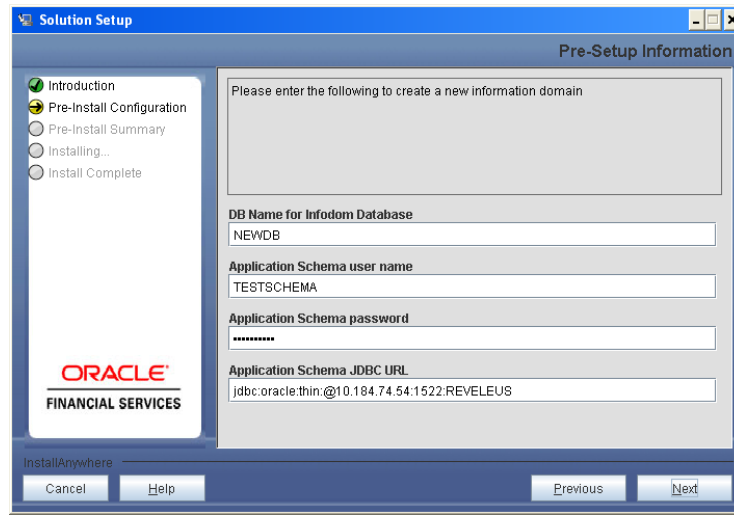 Solution Setup
Pre-Setup Information
Introduction
Pre-Install Configuration
Pre-Install Summary
Installing...
Install Complete
Please enter the following to create a new information domain
DB Name for Infodom Database
NEWDB
Application Schema user name
TESTSCHEMA
Application Schema password
••••••••••
Application Schema JDBC URL
jdbc:oracle:thin:@10.184.74.54:1522:REVELEUS
ORACLE
FINANCIAL SERVICES
InstallAnywhere
Cancel
Help
Previous
Next